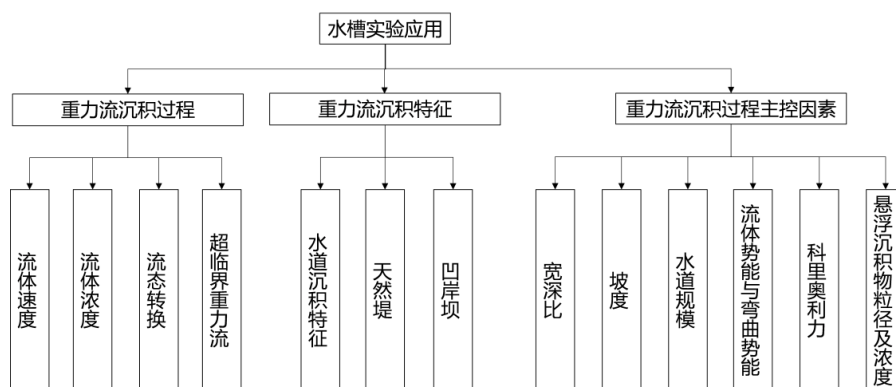 水槽实验应用
重力流沉积过程
重力流沉积特征
重力流沉积过程主控因素
流体速度
流体浓度
流态转换
超临界重力流
水道沉积特征
天然堤
凹岸坝
宽深比
坡度
水道规模
流体势能与弯曲势能
科里奥利力
悬浮沉积物粒径及浓度